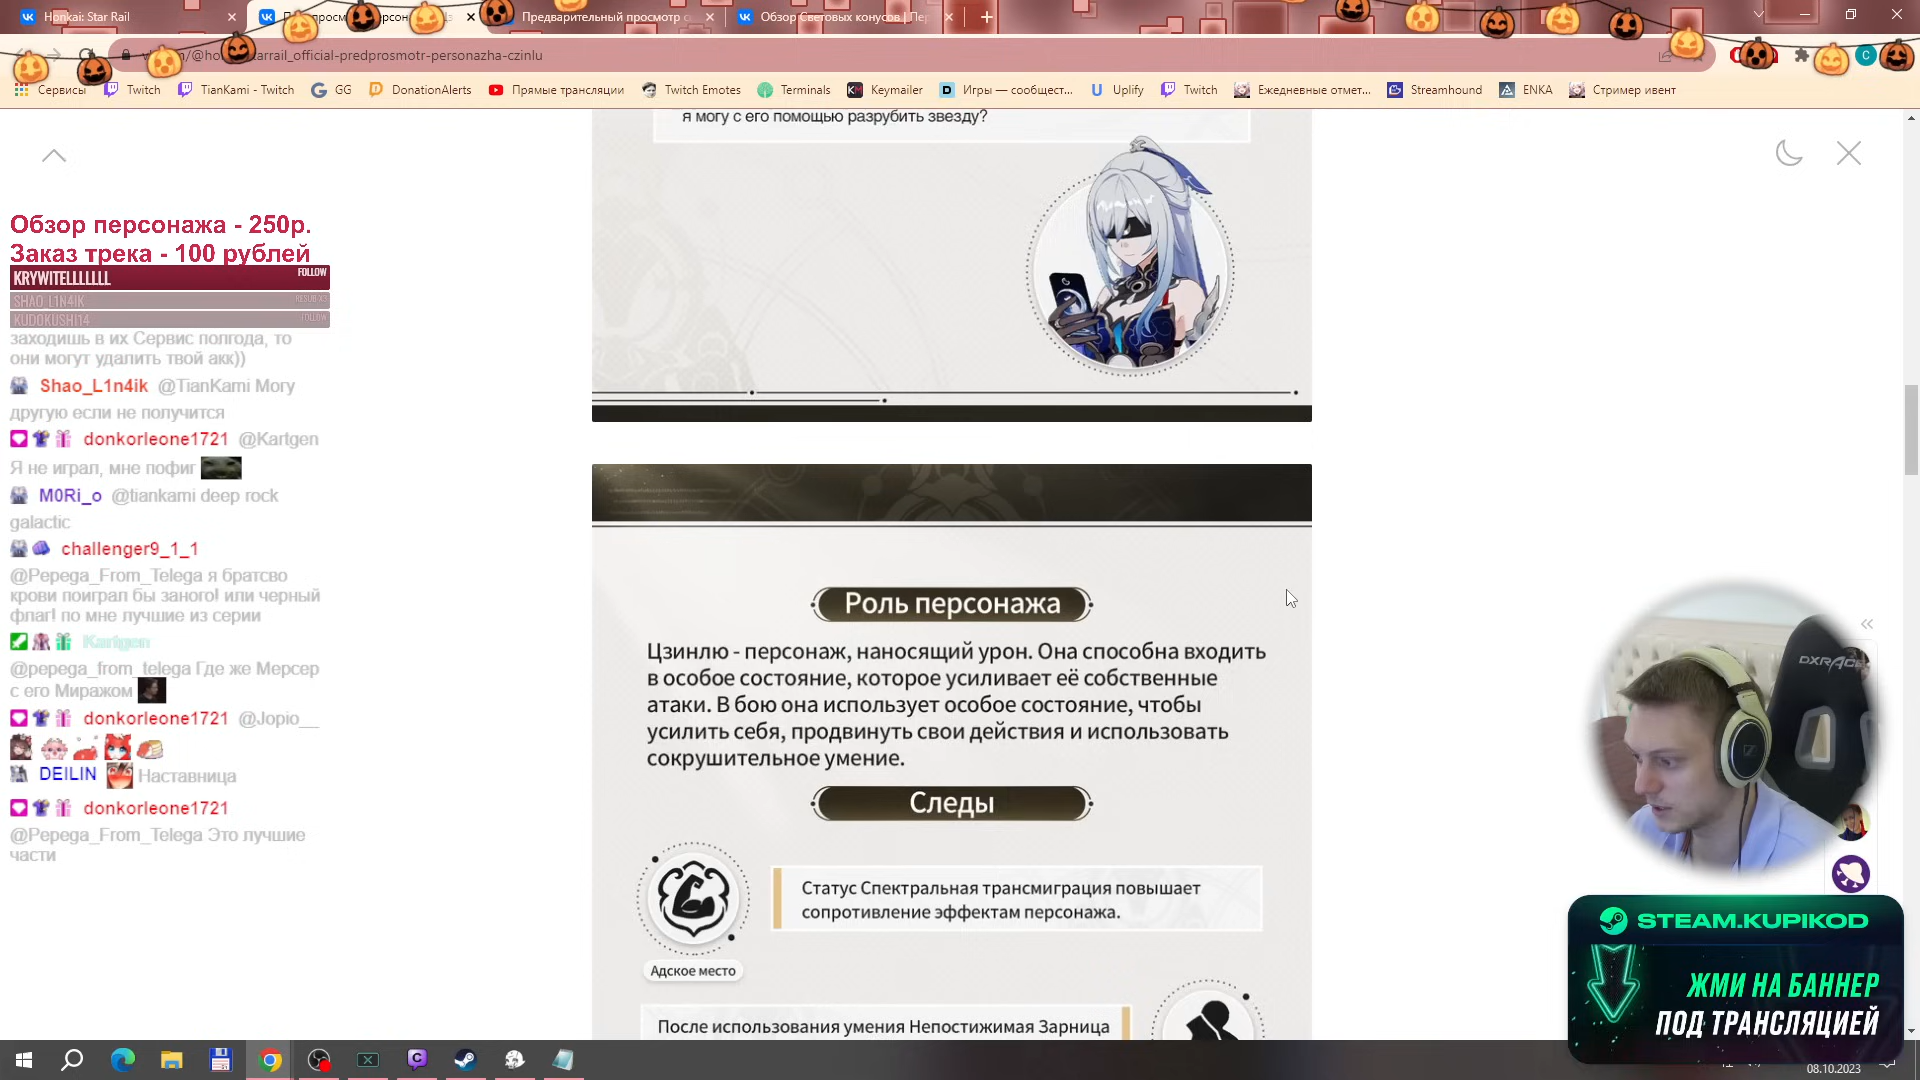 Honkai: Star Rail
Предварительный просмотр
Обзор Световых конусов | Пе
arrail_official-predprosmotr-personazha-czinlu
Сервисы
Twitch
TianKami - Twitch
GG
DonationAlerts
Прямые трансляции
Twitch Emotes
Terminals
Keymailer
Игры — сообщест...
Uplify
Twitch
Ежедневные отмет...
Streamhound
ENKA
Стример ивент
я могу с его помощью разрубить звезду?
Обзор персонажа - 250р.
Заказ трека - 100 рублей
KRYWITELLLLLLL FOLLOW
SHAO_L1N4IK RESUB X3
KUDOKUSHI14 FOLLOW
заходишь в их Сервис полгода, то
они могут удалить твой акк))
Shao_L1n4ik @TianKami Могу
другую если не получится
donkorleone1721 @Kartgen
Я не играл, мне пофиг
M0Ri_o @tiankami deep rock
galactic
challenger9_1_1
@Pepega_From_Telega я братсво
крови поиграл бы заного! или черный
флаг! по мне лучшие из серии
Kartgen
@pepega_from_telega Где же Мерсер
с его Миражом
donkorleone1721 @Jopio__
DEILIN Наставница
donkorleone1721
@Pepega_From_Telega Это лучшие
части
Роль персонажа
Цзинлю - персонаж, наносящий урон. Она способна входить
в особое состояние, которое усиливает её собственные
атаки. В бою она использует особое состояние, чтобы
усилить себя, продвинуть свои действия и использовать
сокрушительное умение.
Следы
Статус Спектральная трансмиграция повышает
сопротивление эффектам персонажа.
Адское место
После использования умения Непостижимая Зарница
DXRACE
STEAM.KUPIKOD
ЖМИ НА БАННЕР
ПОД ТРАНСЛЯЦИЕЙ
08.10.2023